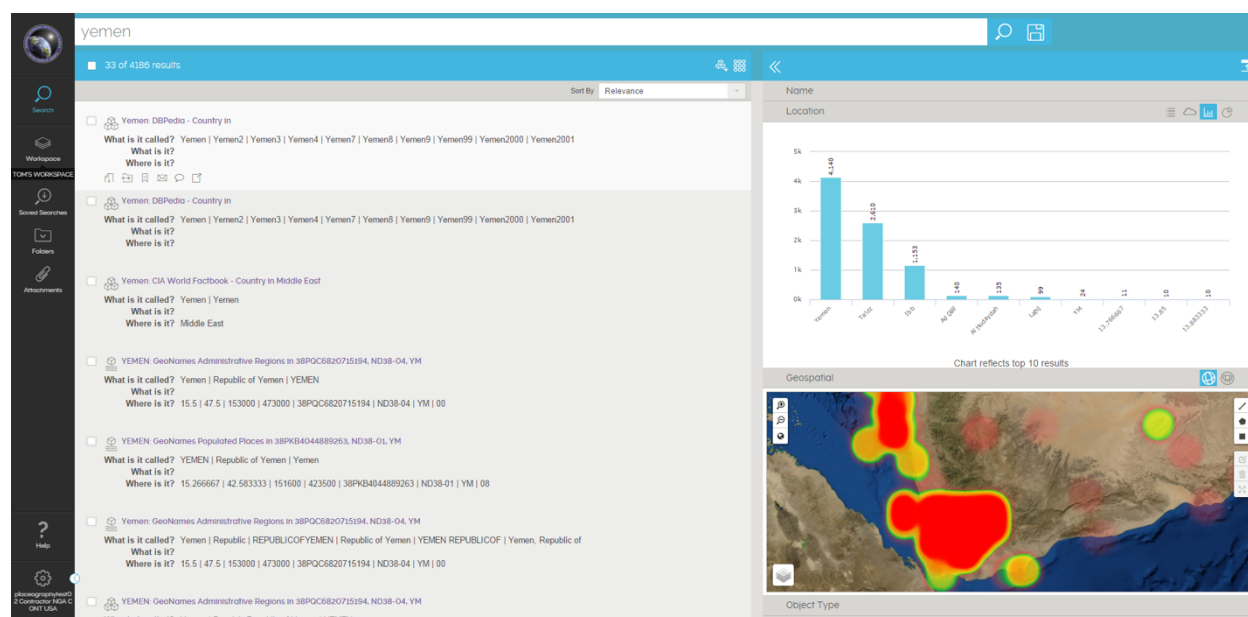 yemen
33 of 4186 results
Sort By Relevance
Search
Workspace
TOM'S WORKSPACE
Saved Searches
Folders
Attachments
Help
placeographytest0
2 Contractor NGA C
ONT USA
Yemen: DBPedia - Country in
What is it called? Yemen | Yemen2 | Yemen3 | Yemen4 | Yemen7 | Yemen8 | Yemen9 | Yemen99 | Yemen2000 | Yemen2001
What is it?
Where is it?
Yemen: DBPedia - Country in
What is it called? Yemen | Yemen2 | Yemen3 | Yemen4 | Yemen7 | Yemen8 | Yemen9 | Yemen99 | Yemen2000 | Yemen2001
What is it?
Where is it?
Yemen: CIA World Factbook - Country in Middle East
What is it called? Yemen | Yemen
What is it?
Where is it? Middle East
YEMEN: GeoNames Administrative Regions in 38PQC6820715194, ND38-04, YM
What is it called? Yemen | Republic of Yemen | YEMEN
What is it?
Where is it? 15.5 | 47.5 | 153000 | 473000 | 38PQC6820715194 | ND38-04 | YM | 00
YEMEN: GeoNames Populated Places in 38PKB4044889263, ND38-01, YM
What is it called? YEMEN | Republic of Yemen | Yemen
What is it?
Where is it? 15.266667 | 42.583333 | 151600 | 423500 | 38PKB4044889263 | ND38-01 | YM | 08
Yemen: GeoNames Administrative Regions in 38PQC6820715194, ND38-04, YM
What is it called? Yemen | Republic | REPUBLICOFYEMEN | Republic of Yemen | YEMEN REPUBLICOF | Yemen, Republic of
What is it?
Where is it? 15.5 | 47.5 | 153000 | 473000 | 38PQC6820715194 | ND38-04 | YM | 00
YEMEN: GeoNames Administrative Regions in 38PQC6820715194, ND38-04, YM
Name
Location
5k
4k
3k
2k
1k
0k
4,140
2,610
1,153
140
135
99
24
11
10
10
Yemen
Ta'izz
Ibb
Al Hudaydah
Lahij
YM
13.766667
13.85
13.883333
Chart reflects top 10 results
Geospatial
Object Type